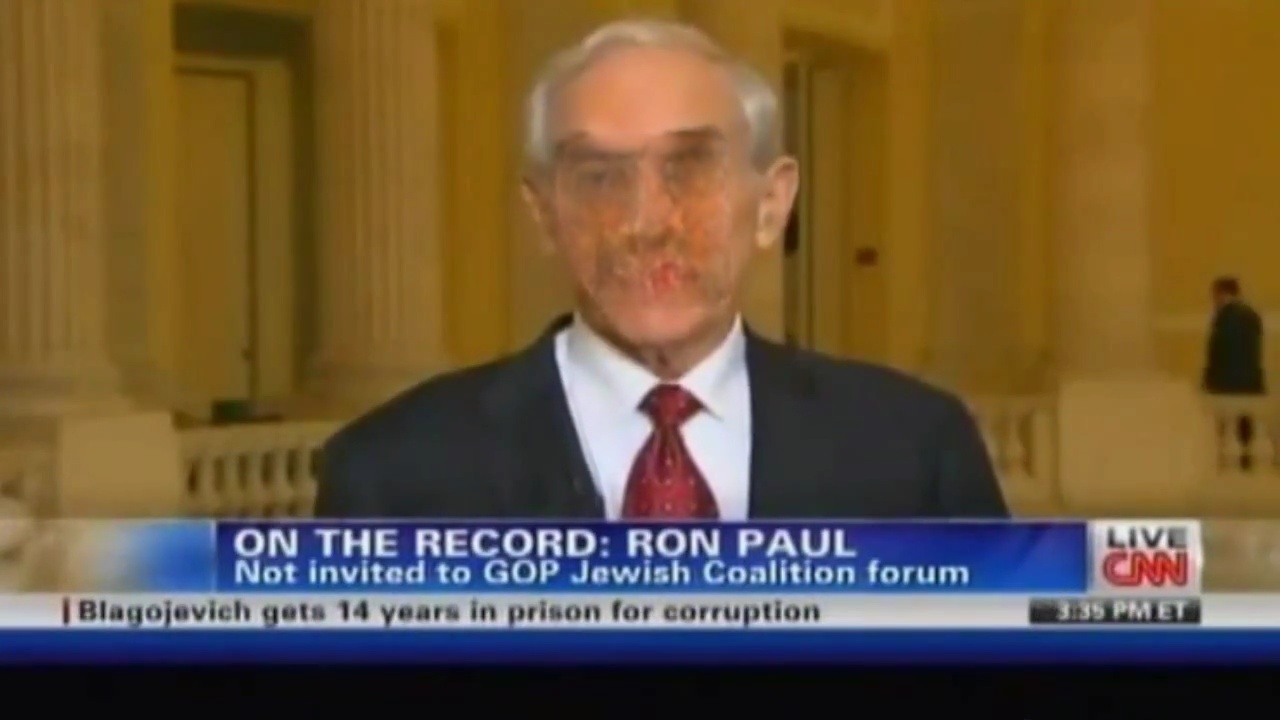 ON THE RECORD: RON PAUL
Not invited to GOP Jewish Coalition forum
LIVE
CNN
Blagojevich gets 14 years in prison for corruption
3:35 PM ET